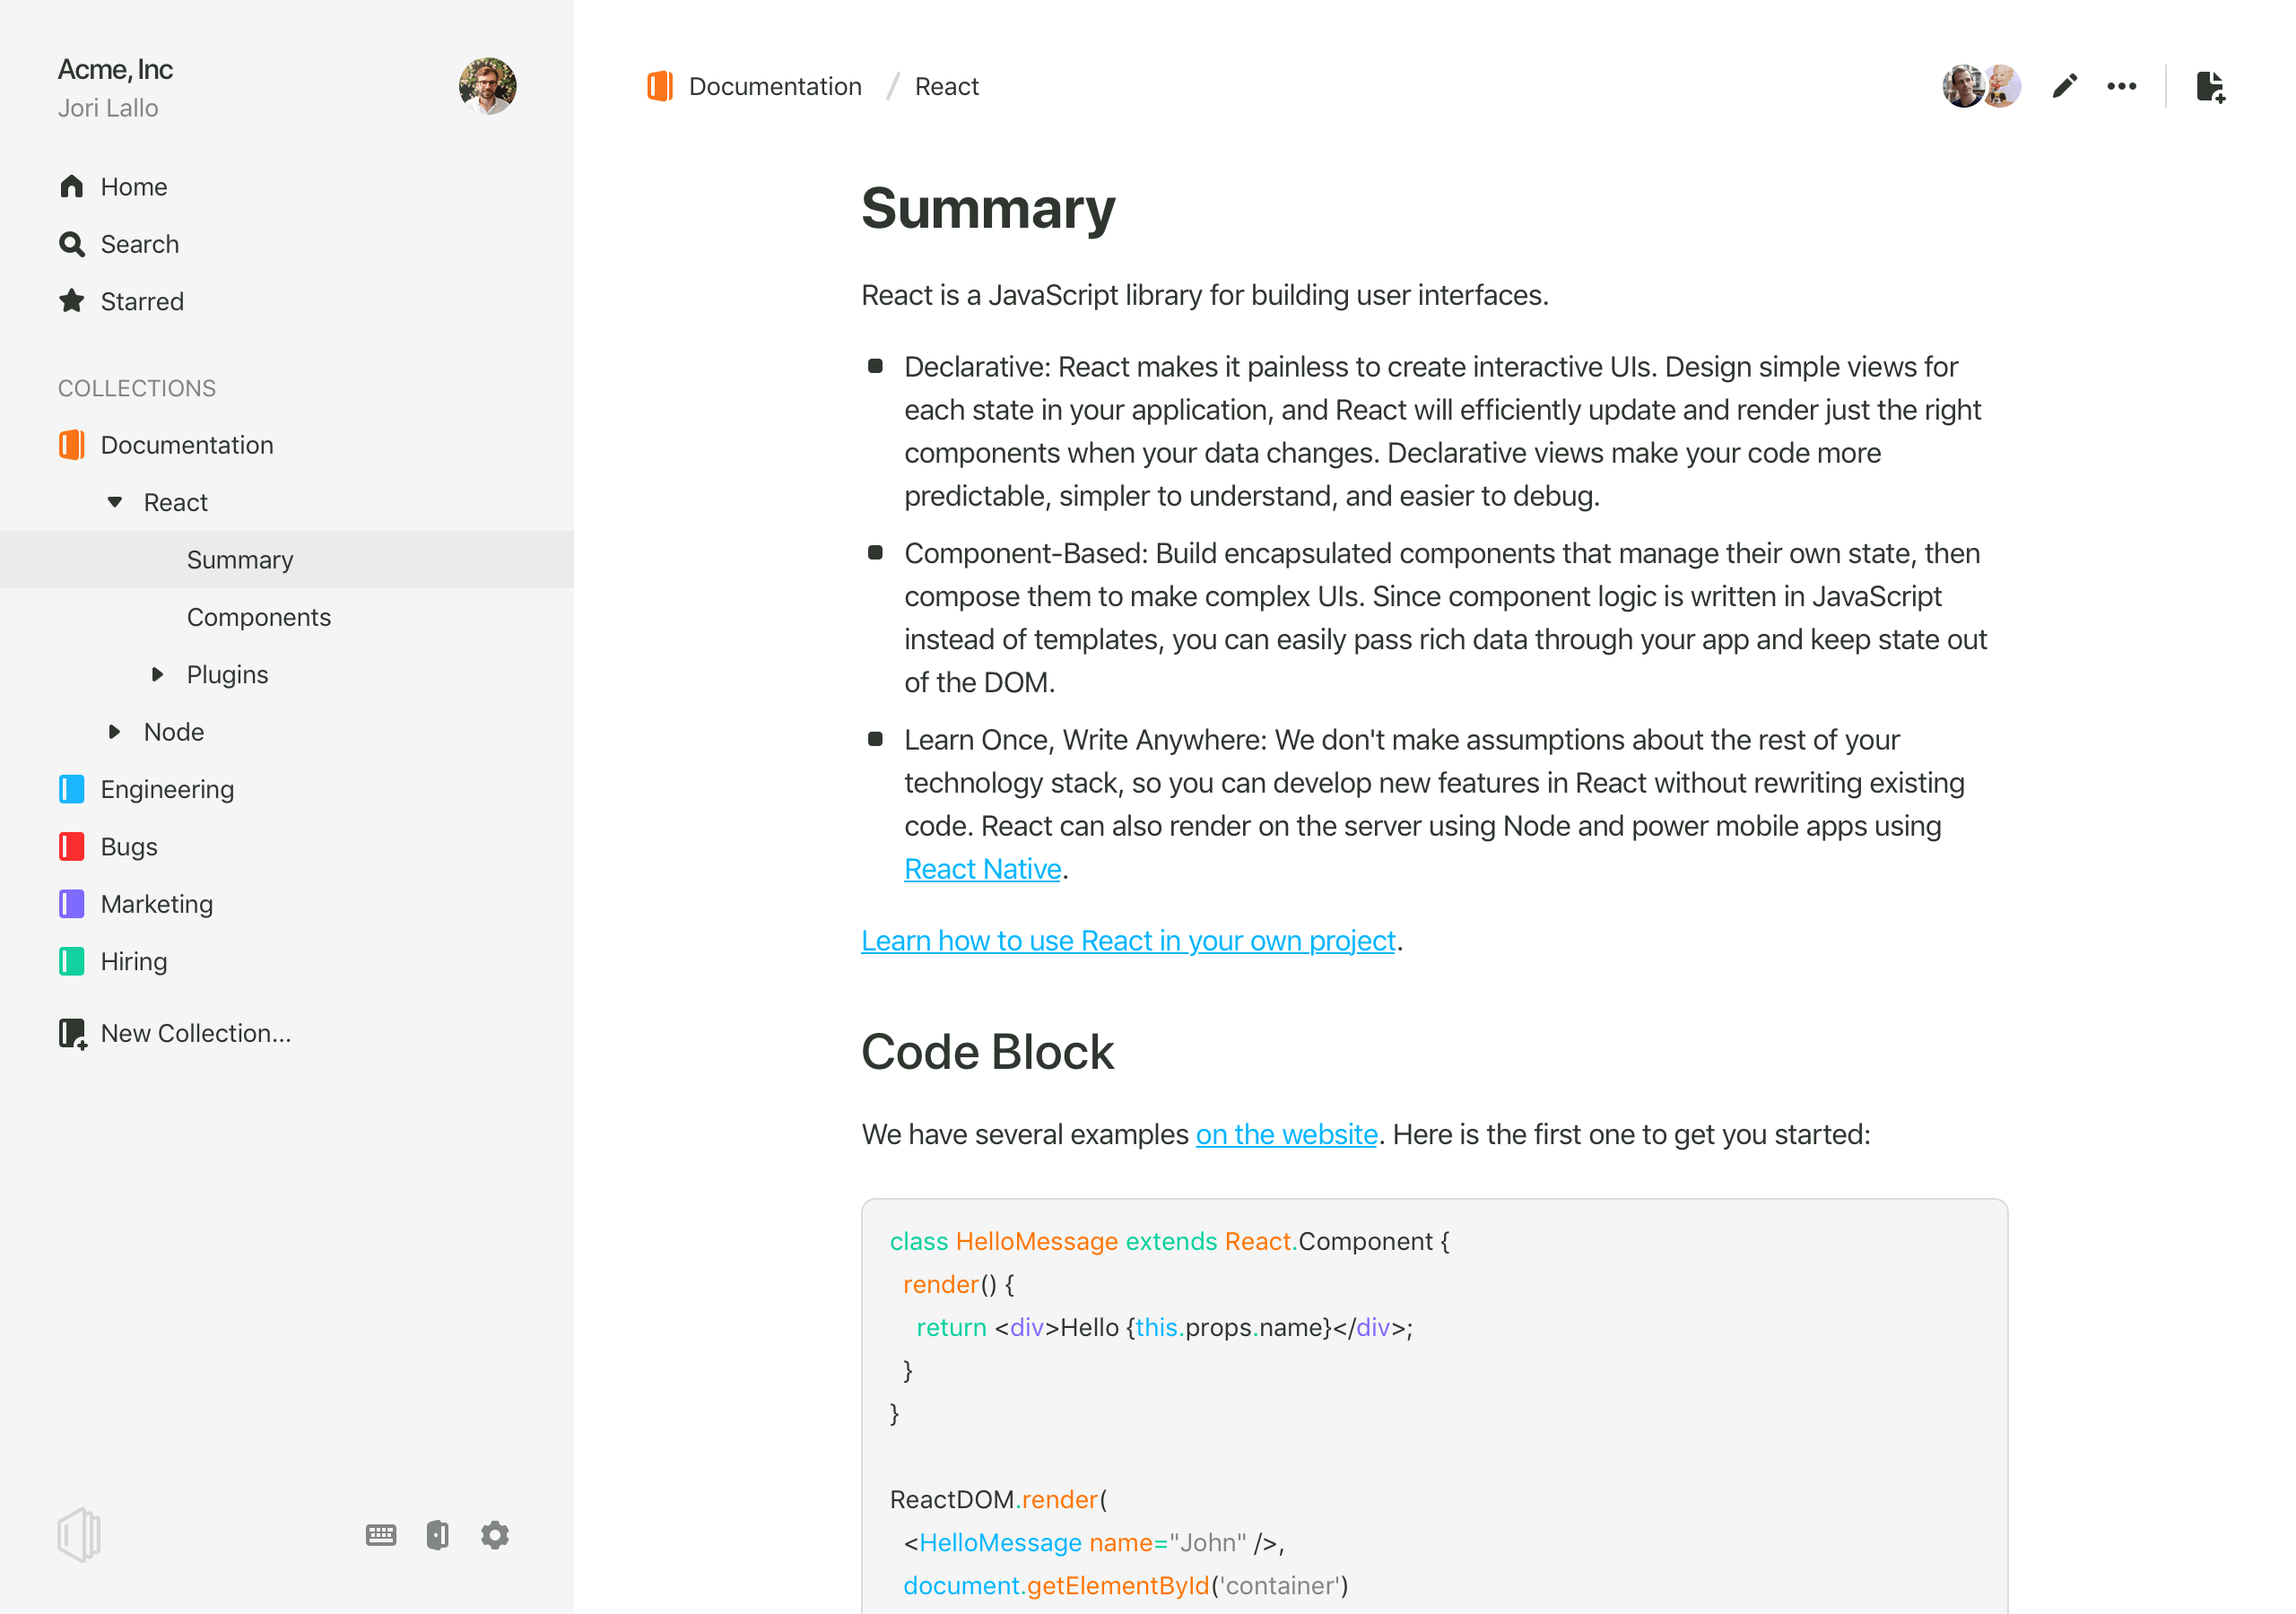 Acme, Inc
Jori Lallo
Home
Search
Starred
COLLECTIONS
Documentation
React
Summary
Components
Plugins
Node
Engineering
Bugs
Marketing
Hiring
New Collection...
Documentation / React
Summary
React is a JavaScript library for building user interfaces.
Declarative: React makes it painless to create interactive UIs. Design simple views for
each state in your application, and React will efficiently update and render just the right
components when your data changes. Declarative views make your code more
predictable, simpler to understand, and easier to debug.
Component-Based: Build encapsulated components that manage their own state, then
compose them to make complex UIs. Since component logic is written in JavaScript
instead of templates, you can easily pass rich data through your app and keep state out
of the DOM.
Learn Once, Write Anywhere: We don't make assumptions about the rest of your
technology stack, so you can develop new features in React without rewriting existing
code. React can also render on the server using Node and power mobile apps using
React Native.
Learn how to use React in your own project.
Code Block
We have several examples on the website. Here is the first one to get you started:
class HelloMessage extends React.Component {
  render() {
    return <div>Hello {this.props.name}</div>;
  }
}
ReactDOM.render(
  <HelloMessage name="John" />,
  document.getElementById('container')